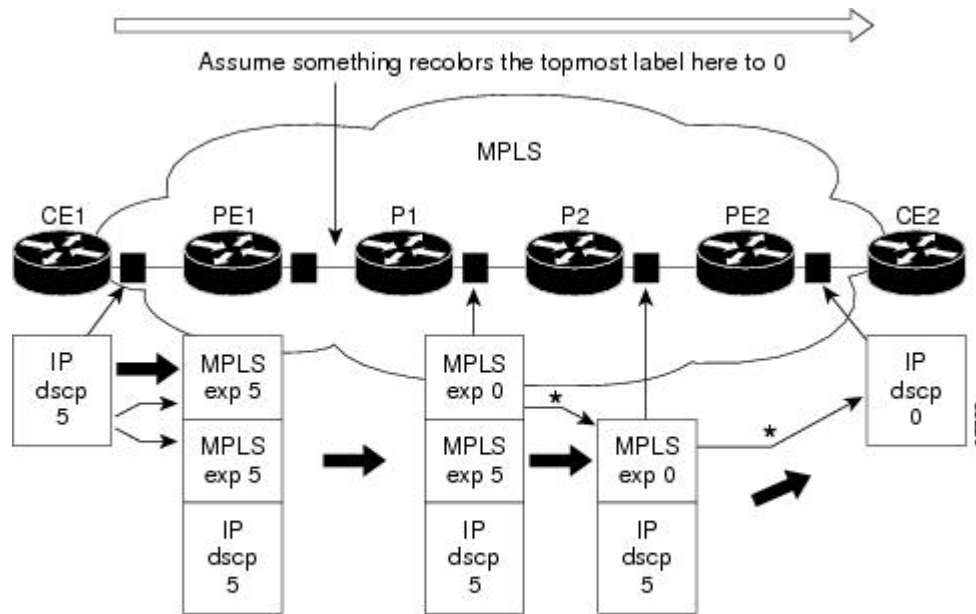 Assume something recolors the topmost label here to 0
MPLS
CE1
PE1
P1
P2
PE2
CE2
IP
dscp
5
MPLS
exp 5
MPLS
exp 5
IP
dscp
5
MPLS
exp 0
MPLS
exp 5
IP
dscp
5
*
MPLS
exp 0
IP
dscp
5
*
IP
dscp
0